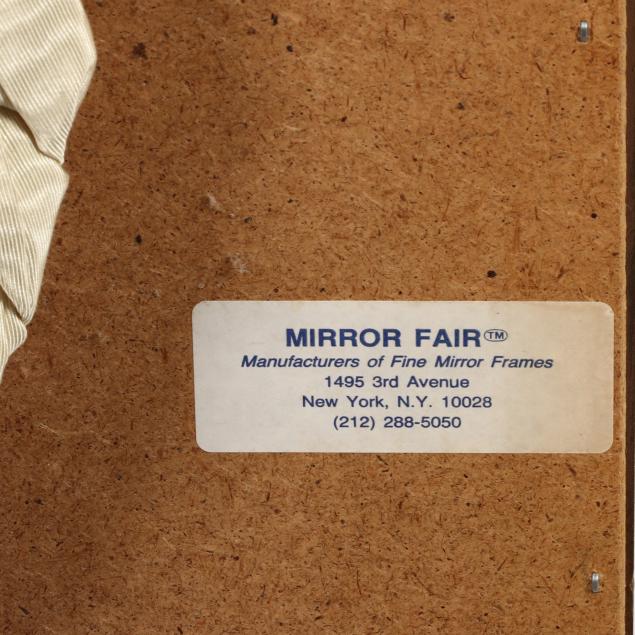 MIRROR FAIR™
Manufacturers of Fine Mirror Frames
1495 3rd Avenue
New York, N.Y. 10028
(212) 288-5050